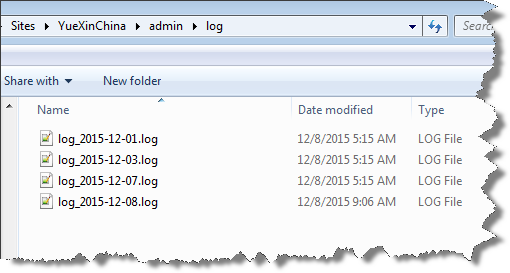 Sites YueXinChina admin log Searc
Share with New folder
Name Date modified Type
log_2015-12-01.log 12/8/2015 5:15 AM LOG File
log_2015-12-03.log 12/8/2015 5:15 AM LOG File
log_2015-12-07.log 12/8/2015 5:15 AM LOG File
log_2015-12-08.log 12/8/2015 9:06 AM LOG File